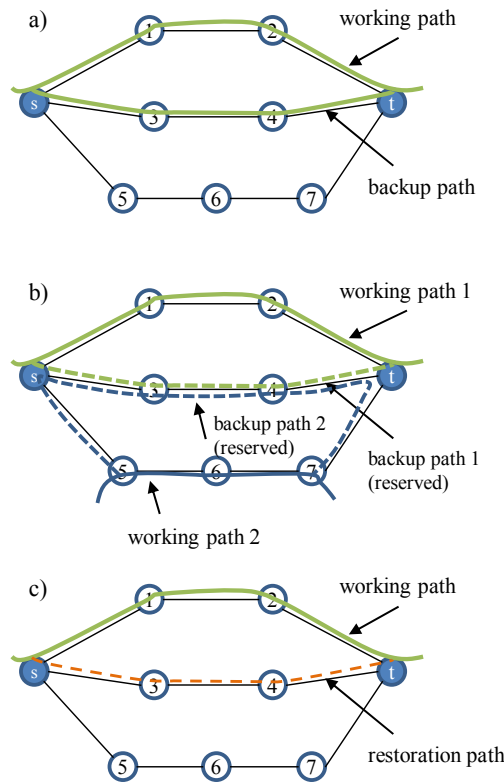 a)
working path
1
2
s
3
4
t
backup path
5
6
7
b)
working path 1
1
2
s
3
4
t
backup path 2
(reserved)
backup path 1
(reserved)
5
6
7
working path 2
c)
working path
1
2
s
3
4
t
restoration path
5
6
7